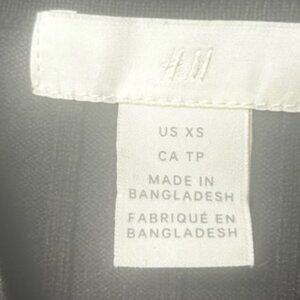 H&M
US XS
CA TP
MADE IN
BANGLADESH
FABRIQUÉ EN
BANGLADESH